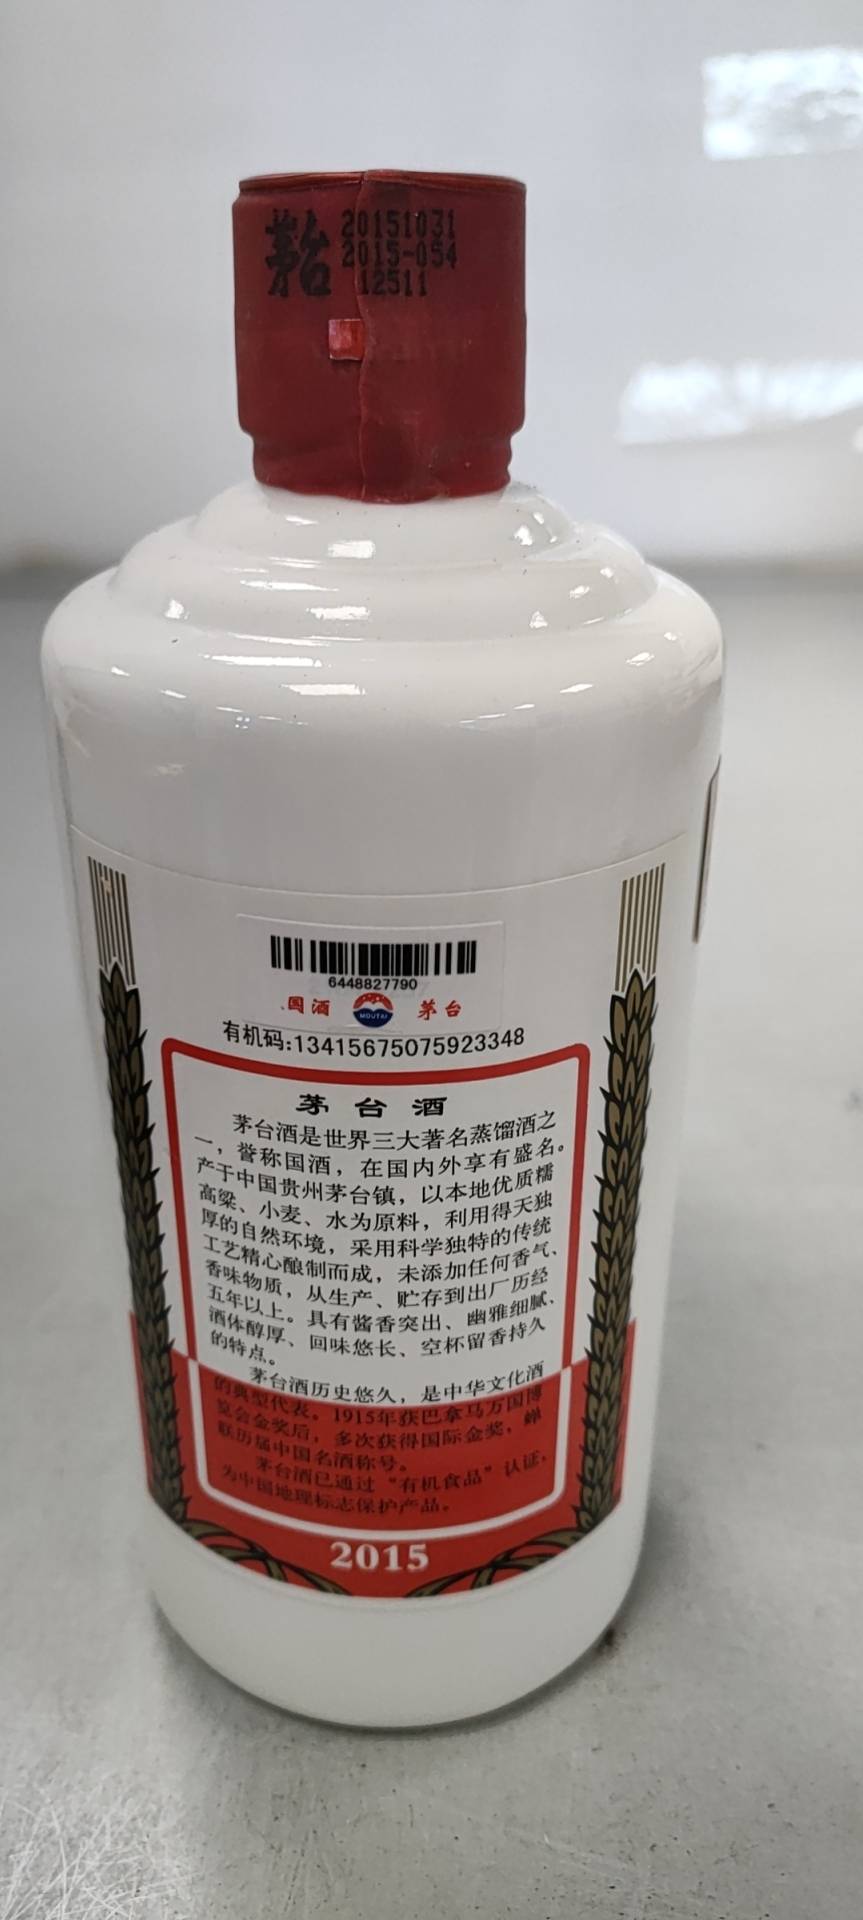 茅台
20151031
2015-054
12511
6448827790
国酒
MOUTAI
茅台
有机码:13415675075923348
茅台酒
茅台酒是世界三大著名蒸馏酒之
一，誉称国酒，在国内外享有盛名。
产于中国贵州茅台镇，以本地优质糯
高粱、小麦、水为原料，利用得天独
厚的自然环境，采用科学独特的传统
工艺精心酿制而成，未添加任何香气、
香味物质，从生产、贮存到出厂历经
五年以上。具有酱香突出、幽雅细腻、
酒体醇厚、回味悠长、空杯留香持久
的特点。
茅台酒历史悠久，是中华文化酒
的典型代表。1915年获巴拿马万国博
览会金奖后，多次获得国际金奖，蝉
联历届中国名酒称号。
茅台酒已通过“有机食品”认证，
为中国地理标志保护产品。
2015